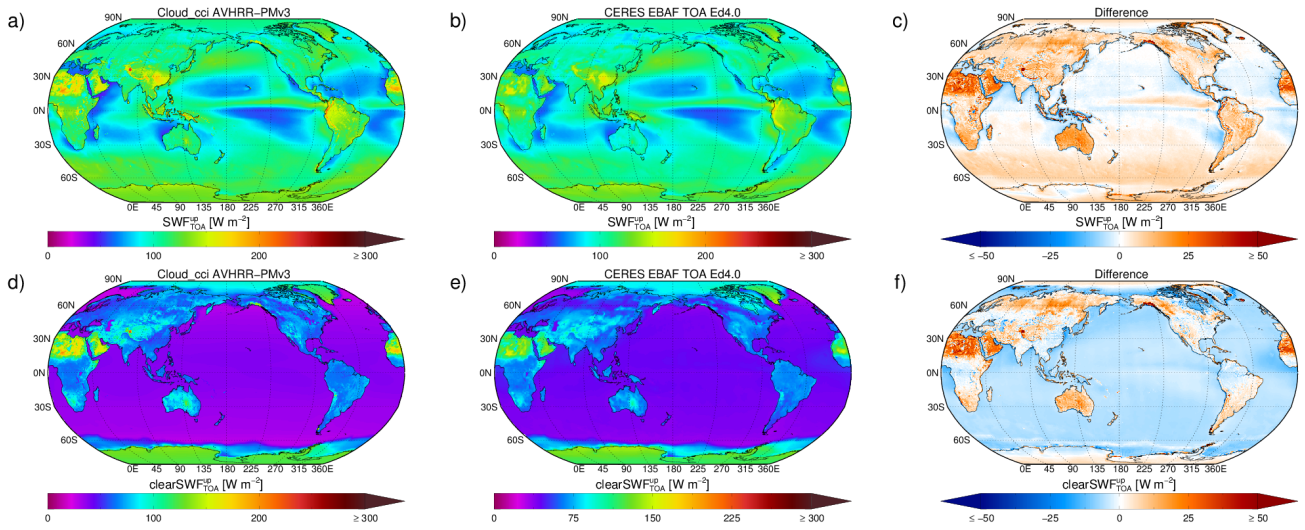 a)
Cloud_cci AVHRR-PMv3
90N
60N
30N
0N
30S
60S
0E 45 90 135 180 225 270 315 360E
SWF^up_TOA [W m⁻²]
0 100 200 ≥ 300
b)
CERES EBAF TOA Ed4.0
90N
60N
30N
0N
30S
60S
0E 45 90 135 180 225 270 315 360E
SWF^up_TOA [W m⁻²]
0 100 200 ≥ 300
c)
Difference
90N
60N
30N
0N
30S
60S
0E 45 90 135 180 225 270 315 360E
SWF^up_TOA [W m⁻²]
≤ −50 −25 0 25 ≥ 50
d)
Cloud_cci AVHRR-PMv3
90N
60N
30N
0N
30S
60S
0E 45 90 135 180 225 270 315 360E
clearSWF^up_TOA [W m⁻²]
0 100 200 ≥ 300
e)
CERES EBAF TOA Ed4.0
90N
60N
30N
0N
30S
60S
0E 45 90 135 180 225 270 315 360E
clearSWF^up_TOA [W m⁻²]
0 75 150 225 ≥ 300
f)
Difference
90N
60N
30N
0N
30S
60S
0E 45 90 135 180 225 270 315 360E
clearSWF^up_TOA [W m⁻²]
≤ −50 −25 0 25 ≥ 50